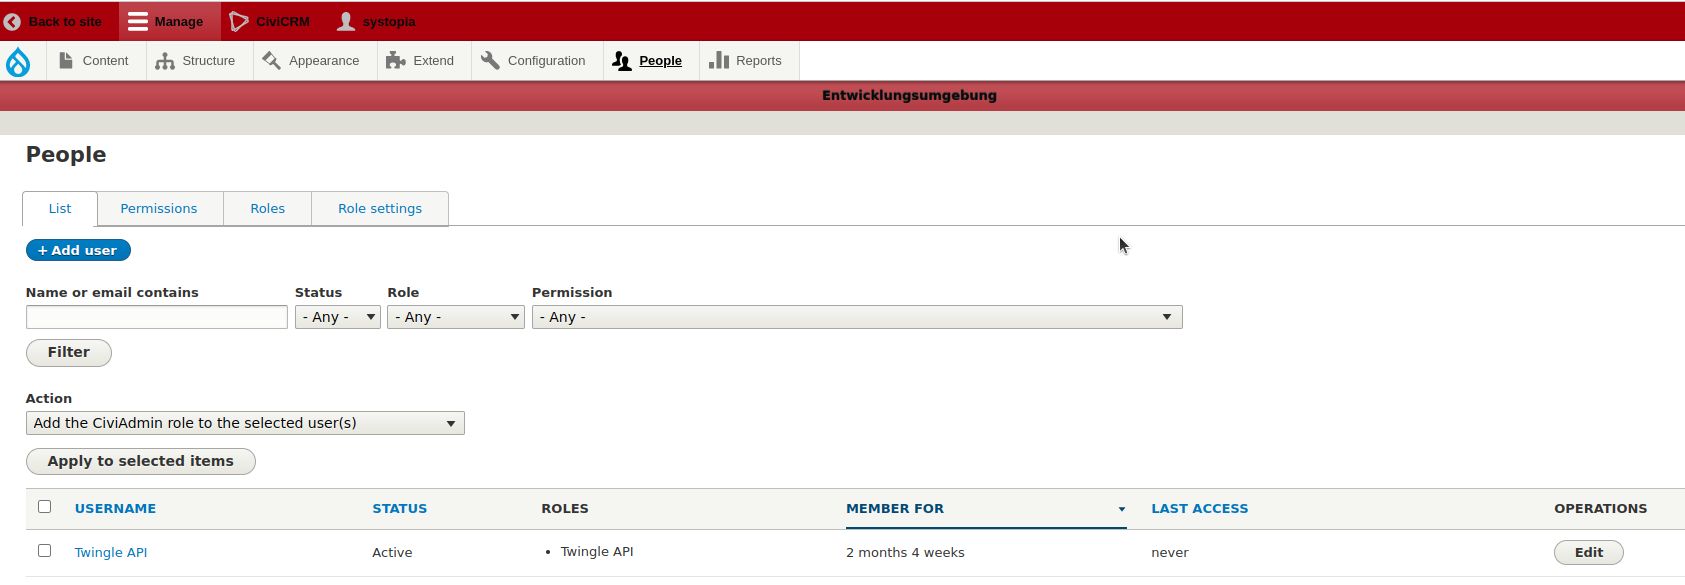 Back to site Manage CiviCRM systopia
Content Structure Appearance Extend Configuration People Reports
Entwicklungsumgebung
People
List Permissions Roles Role settings
+ Add user
Name or email contains Status Role Permission
- Any - - Any - - Any -
Filter
Action
Add the CiviAdmin role to the selected user(s)
Apply to selected items
USERNAME STATUS ROLES MEMBER FOR LAST ACCESS OPERATIONS
Twingle API Active • Twingle API 2 months 4 weeks never Edit